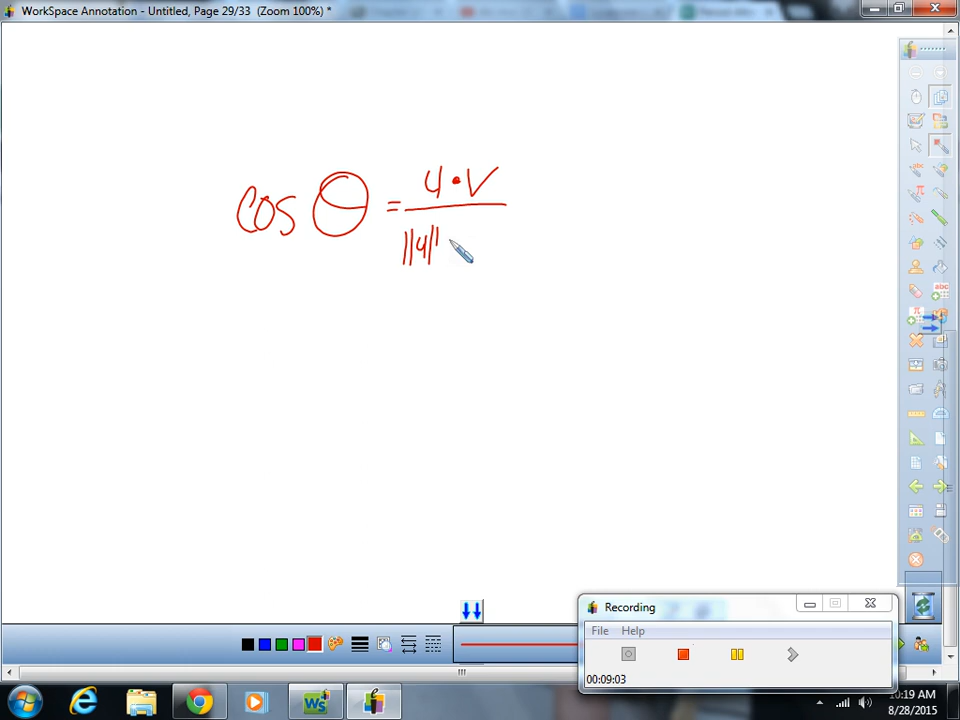 WorkSpace Annotation - Untitled, Page 29/33 (Zoom 100%) *
cos θ = u • v
||u||
Recording
File Help
00:09:03
10:19 AM
8/28/2015